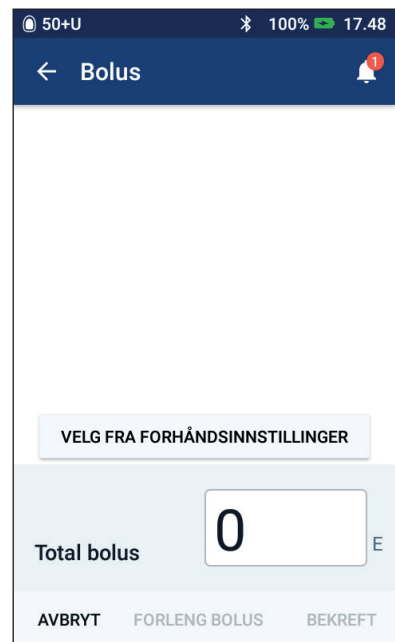 50+U 100% 17.48
Bolus 1
VELG FRA FORHÅNDSINNSTILLINGER
Total bolus 0 E
AVBRYT FORLENG BOLUS BEKREFT